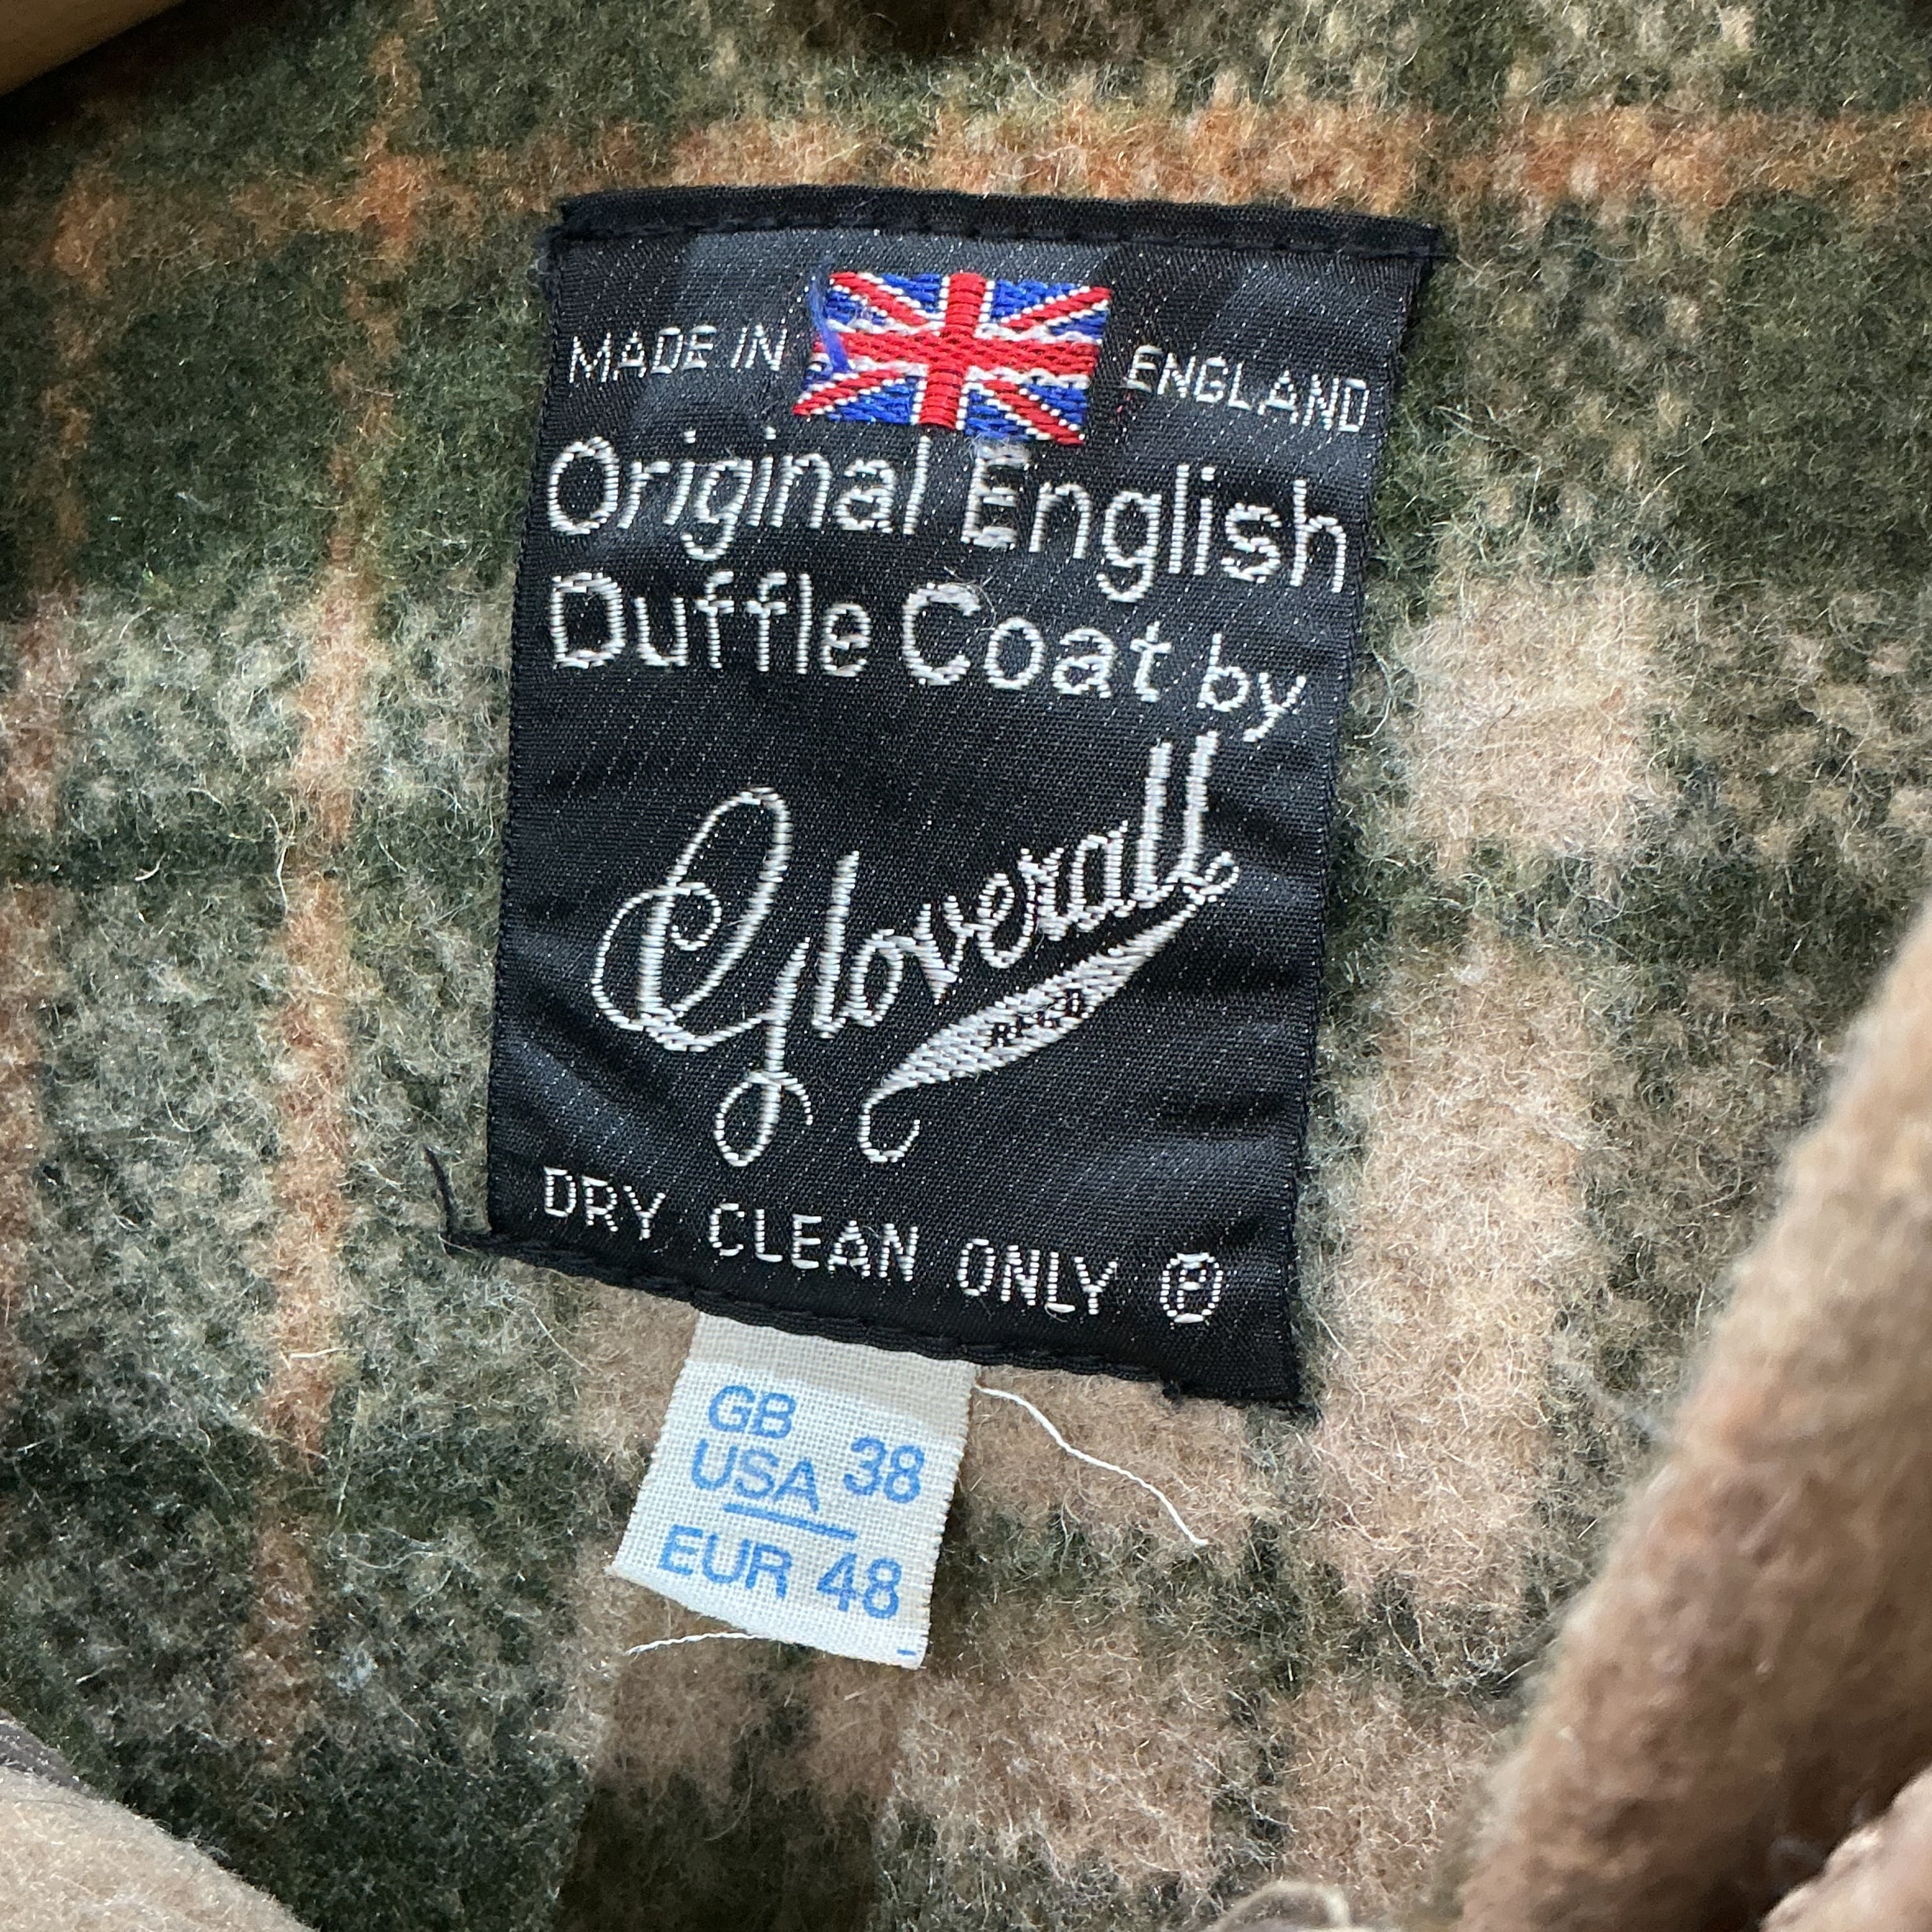 MADE IN ENGLAND
Original English
Duffle Coat by
Gloverall
REGD
DRY CLEAN ONLY Ⓟ
GB
USA 38
EUR 48